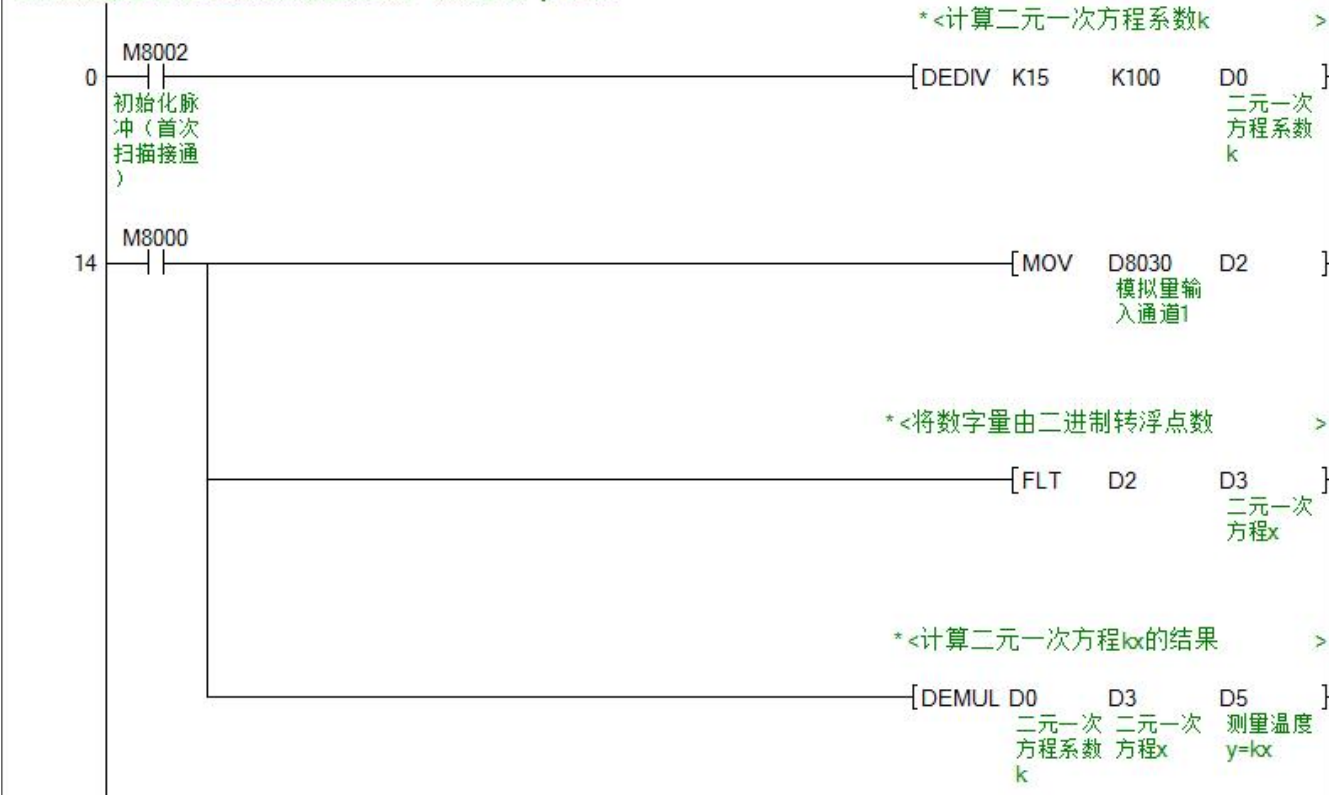 *<计算二元一次方程系数k >
M8002
0 [DEDIV K15 K100 D0 ]
初始化脉
冲（首次
扫描接通
）
二元一次
方程系数
k
M8000
14 [MOV D8030 D2 ]
模拟量输
入通道1
*<将数字量由二进制转浮点数 >
[FLT D2 D3 ]
二元一次
方程x
*<计算二元一次方程kx的结果 >
[DEMUL D0 D3 D5 ]
二元一次 二元一次 测量温度
方程系数 方程x y=kx
k